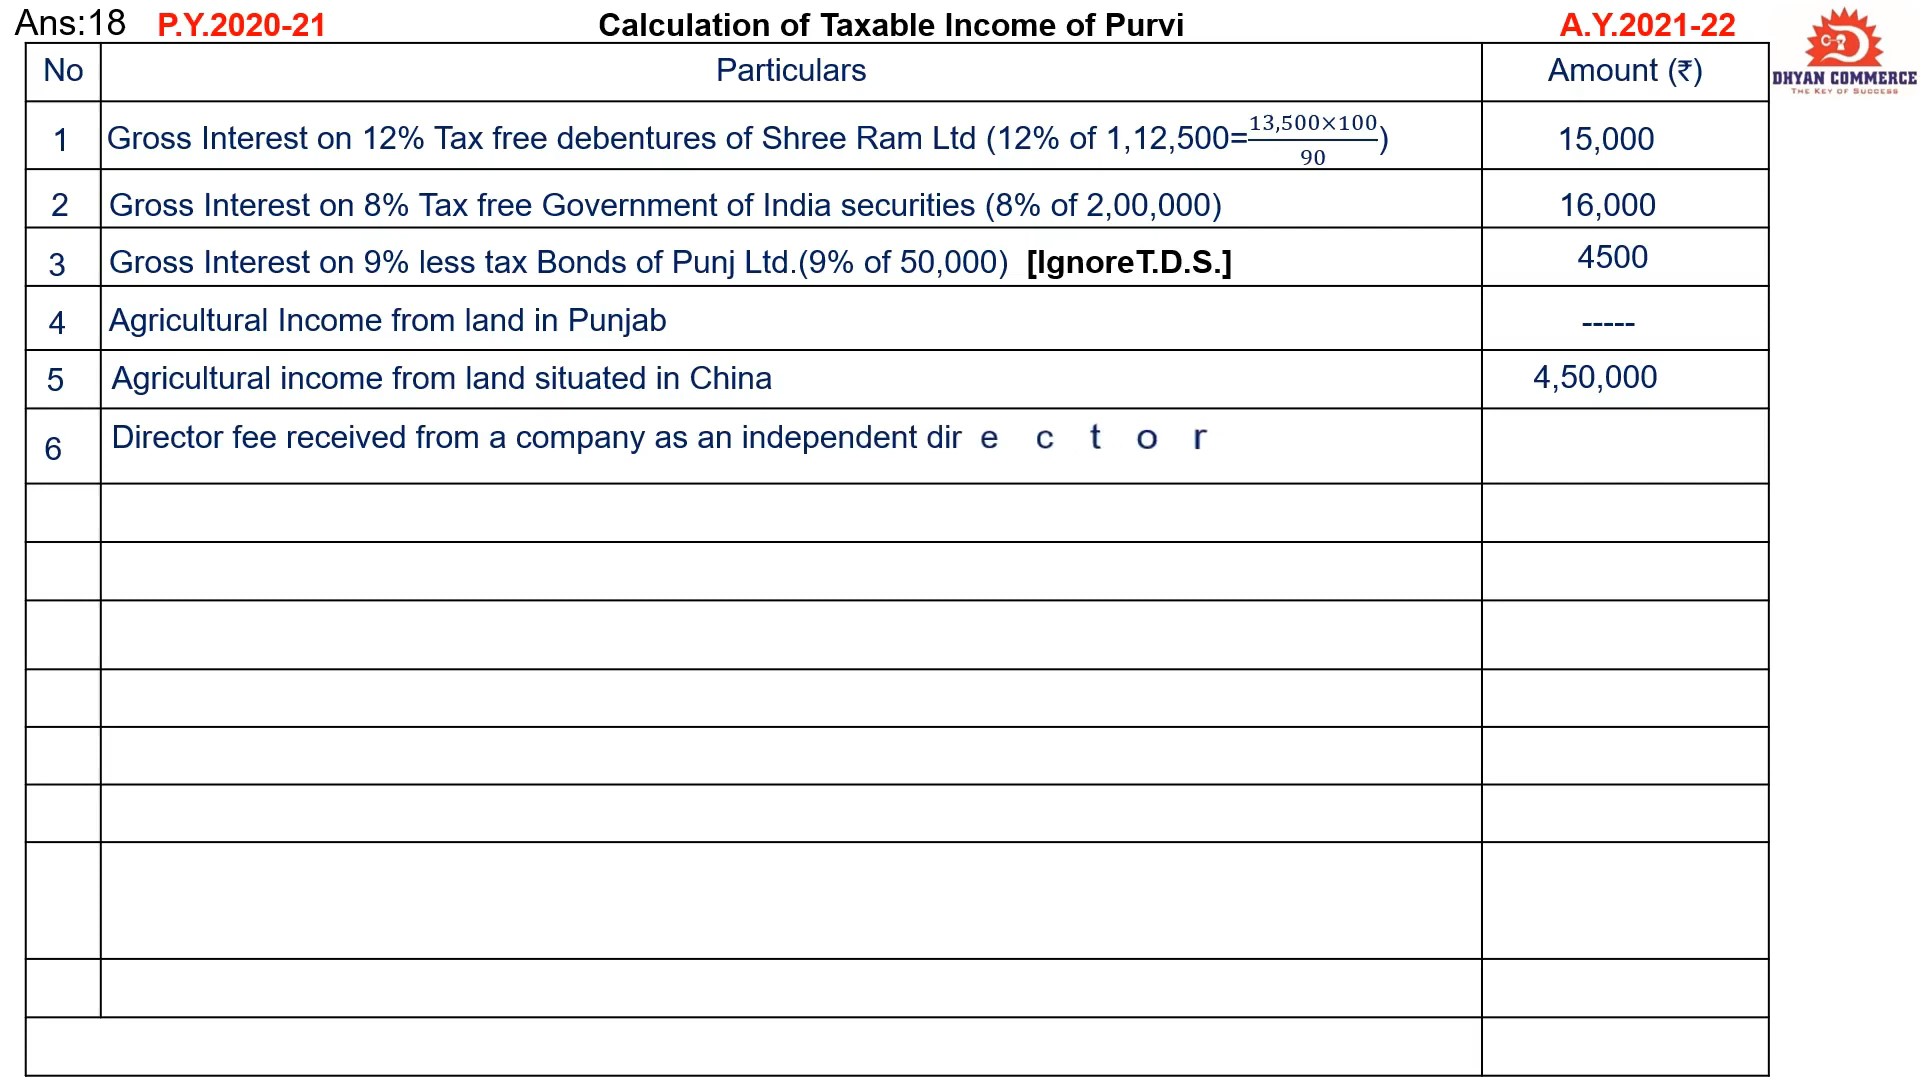 Ans:18 P.Y.2020-21 Calculation of Taxable Income of Purvi A.Y.2021-22
DHYAN COMMERCE
THE KEY OF SUCCESS
No Particulars Amount (₹)
1 Gross Interest on 12% Tax free debentures of Shree Ram Ltd (12% of 1,12,500=13,500×100/90) 15,000
2 Gross Interest on 8% Tax free Government of India securities (8% of 2,00,000) 16,000
3 Gross Interest on 9% less tax Bonds of Punj Ltd.(9% of 50,000) [IgnoreT.D.S.] 4500
4 Agricultural Income from land in Punjab -----
5 Agricultural income from land situated in China 4,50,000
6 Director fee received from a company as an independent dir e c t o r